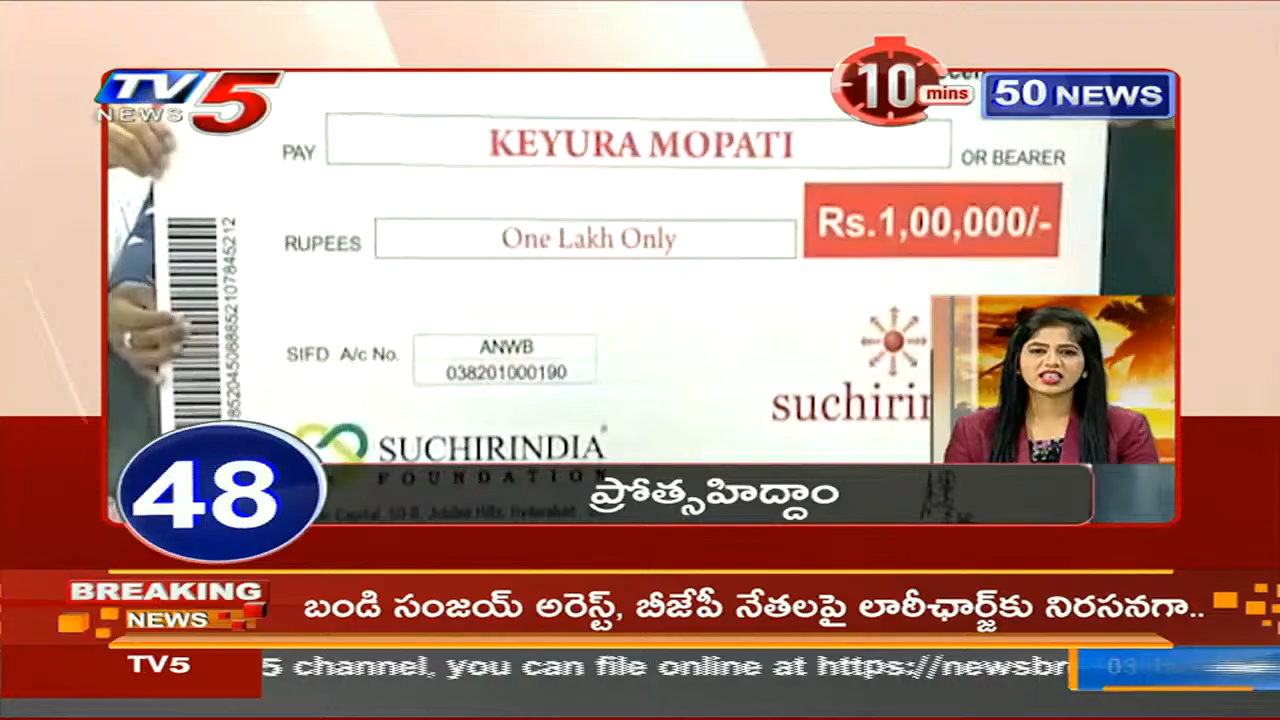 TV5
NEWS
10
mins
50 NEWS
PAY
KEYURA MOPATI
OR BEARER
RUPEES
One Lakh Only
Rs.1,00,000/-
SIFD A/c No.
ANWB
038201000190
suchirin
SUCHIRINDIA
FOUNDATION
48
ప్రోత్సహిద్దాం
BREAKING
NEWS
బండి సంజయ్ అరెస్ట్, బీజేపీ నేతలపై లాఠీఛార్జ్‌కు నిరసనగా..
TV5
5 channel, you can file online at https://newsbr
03